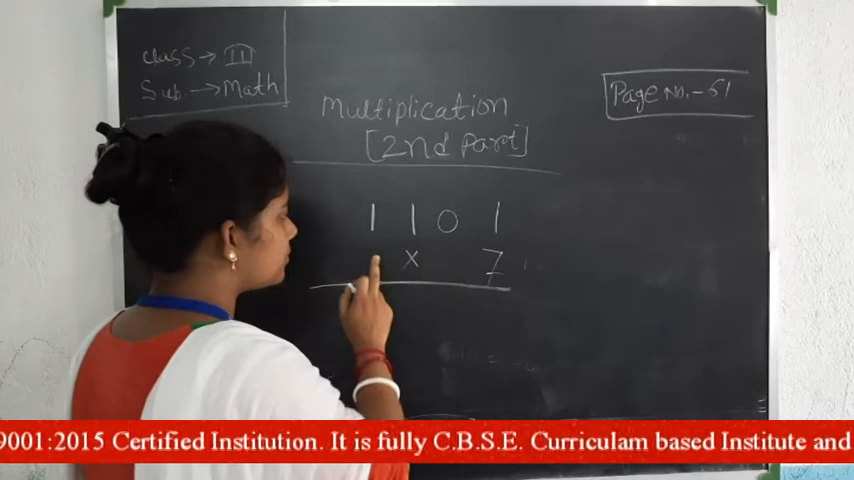 Class → III
Sub. → Math
Multiplication
[2nd Part]
Page No. - 51
1 1 0 1
x 7
9001:2015 Certified Institution. It is fully C.B.S.E. Curriculam based Institute and